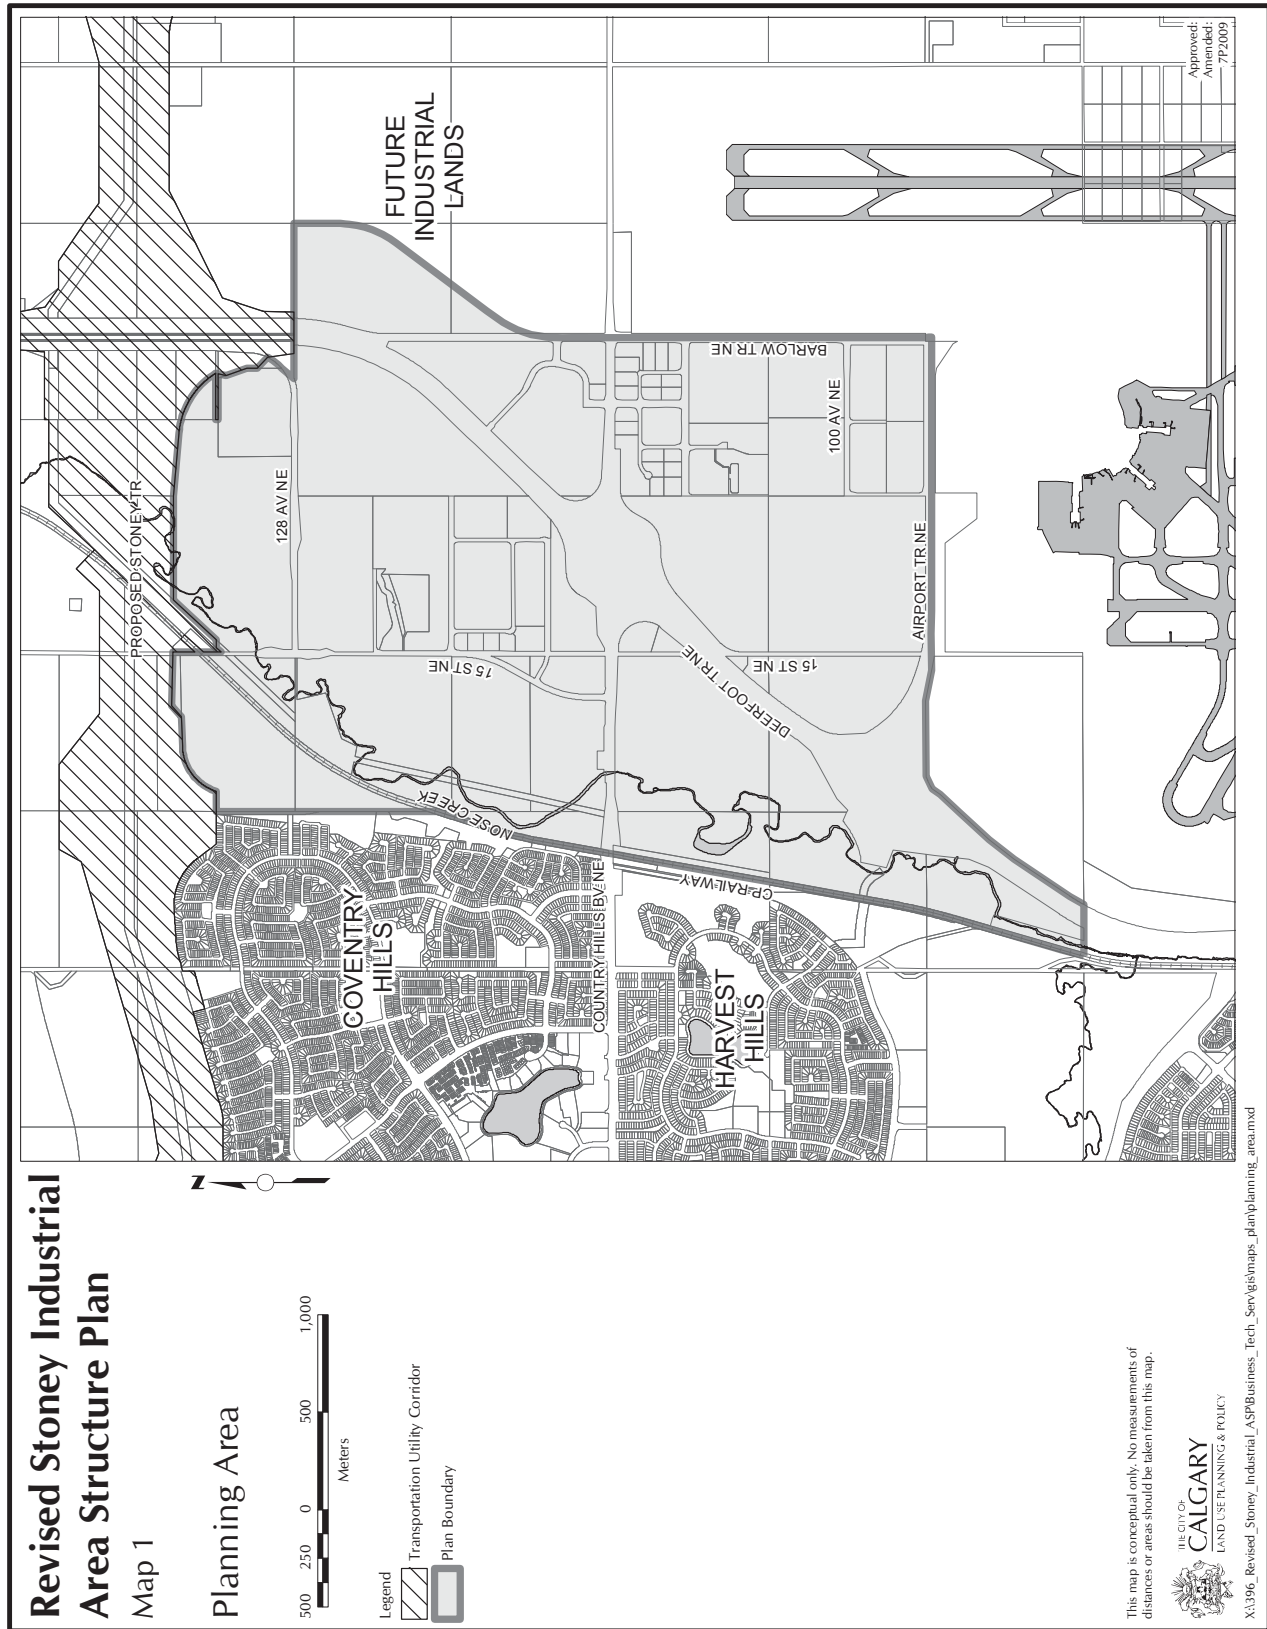 Revised Stoney Industrial
Area Structure Plan
Map 1
Planning Area
500 250 0 500 1,000
Meters
Legend
Transportation Utility Corridor
Plan Boundary
This map is conceptual only. No measurements of
distances or areas should be taken from this map.
THE CITY OF
CALGARY
LAND USE PLANNING & POLICY
X:\396_Revised_Stoney_Industrial_ASP\Business_Tech_Serv\gis\maps_plan\planning_area.mxd
N
PROPOSED STONEY TR
128 AV NE
FUTURE
INDUSTRIAL
LANDS
COVENTRY
HILLS
NOSE CREEK
15 ST NE
COUNTRY HILLS BV NE
CP RAILWAY
HARVEST
HILLS
DEERFOOT TR NE
15 ST NE
BARLOW TR NE
100 AV NE
AIRPORT TR NE
Approved:
Amended:
7P2009